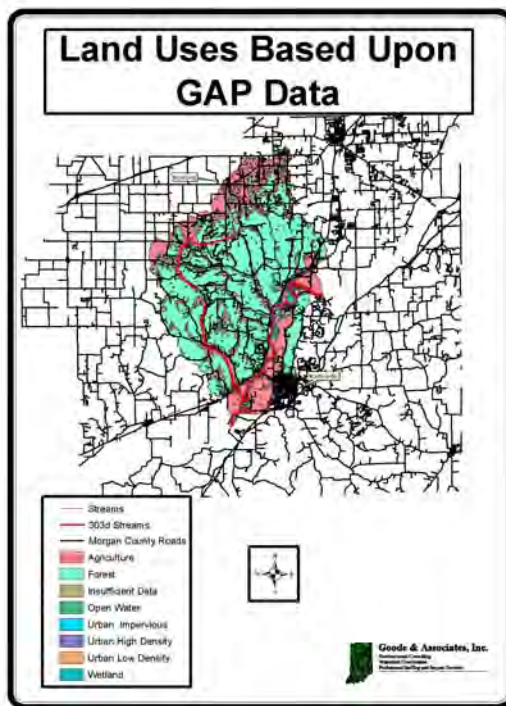 Land Uses Based Upon
GAP Data
Streams
303d Streams
Morgan County Roads
Agriculture
Forest
Insufficient Data
Open Water
Urban Impervious
Urban High Density
Urban Low Density
Wetland
Goode & Associates, Inc.